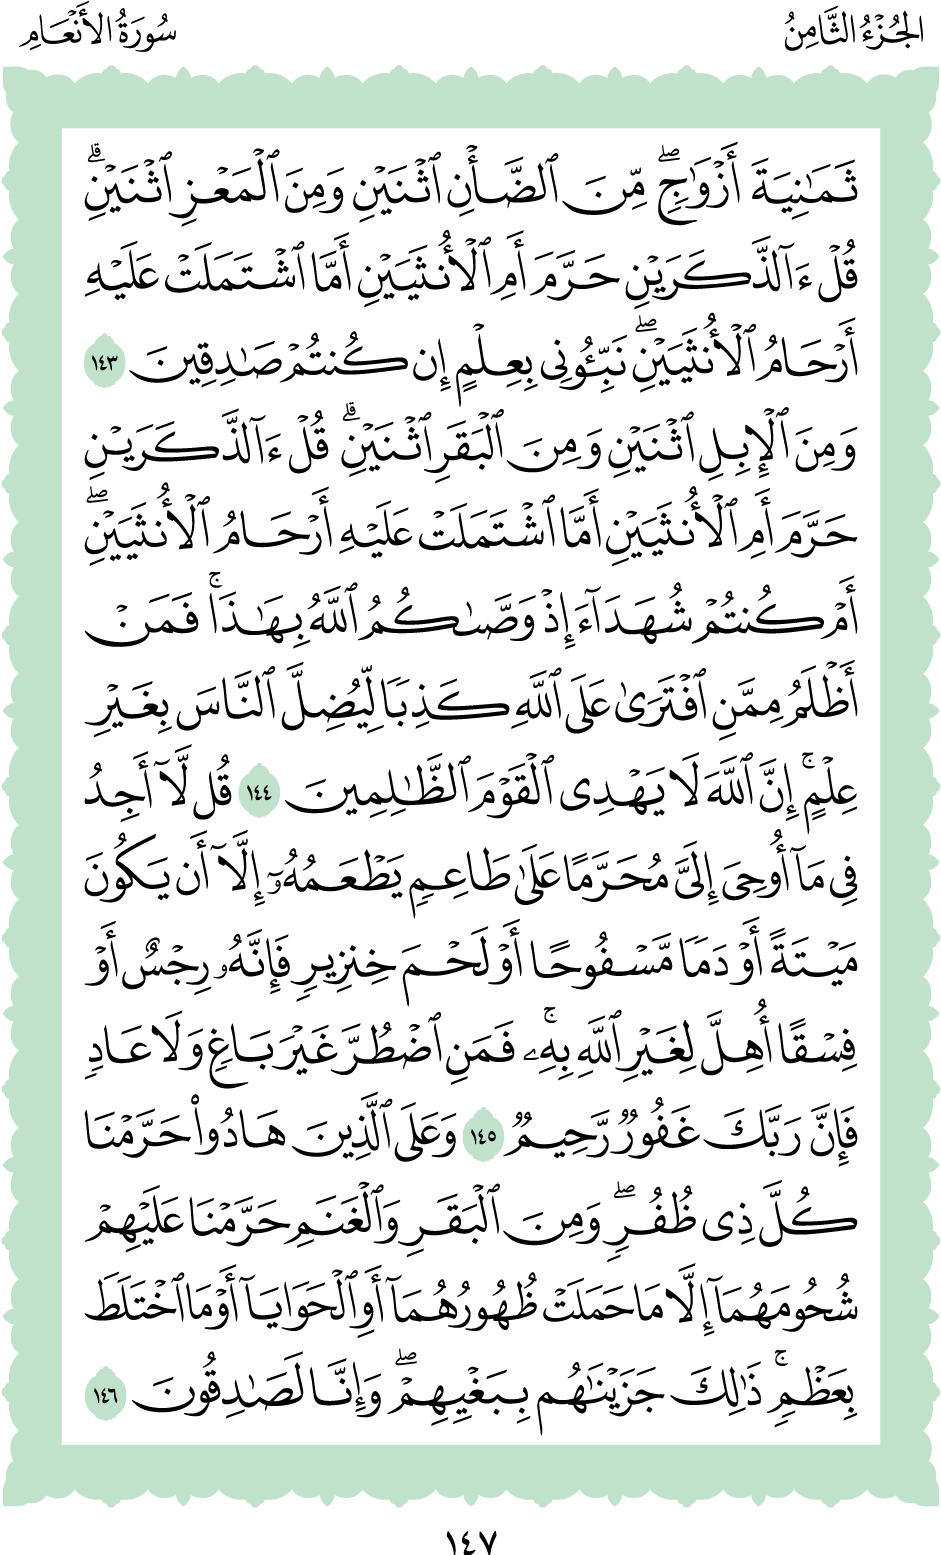 الجُزْءُ الثَّامِنُ
سُورَةُ الأَنْعَامِ
ثَمَٰنِيَةَ أَزْوَٰجٖۖ مِّنَ ٱلضَّأۡنِ ٱثۡنَيۡنِ وَمِنَ ٱلۡمَعۡزِ ٱثۡنَيۡنِۗ
قُلۡ ءَآلذَّكَرَيۡنِ حَرَّمَ أَمِ ٱلۡأُنثَيَيۡنِ أَمَّا ٱشۡتَمَلَتۡ عَلَيۡهِ
أَرۡحَامُ ٱلۡأُنثَيَيۡنِۖ نَبِّـُٔونِي بِعِلۡمٍ إِن كُنتُمۡ صَٰدِقِينَ ١٤٣
وَمِنَ ٱلۡإِبِلِ ٱثۡنَيۡنِ وَمِنَ ٱلۡبَقَرِ ٱثۡنَيۡنِۗ قُلۡ ءَآلذَّكَرَيۡنِ
حَرَّمَ أَمِ ٱلۡأُنثَيَيۡنِ أَمَّا ٱشۡتَمَلَتۡ عَلَيۡهِ أَرۡحَامُ ٱلۡأُنثَيَيۡنِۖ
أَمۡ كُنتُمۡ شُهَدَآءَ إِذۡ وَصَّىٰكُمُ ٱللَّهُ بِهَٰذَاۚ فَمَنۡ
أَظۡلَمُ مِمَّنِ ٱفۡتَرَىٰ عَلَى ٱللَّهِ كَذِبٗا لِّيُضِلَّ ٱلنَّاسَ بِغَيۡرِ
عِلۡمٍۚ إِنَّ ٱللَّهَ لَا يَهۡدِي ٱلۡقَوۡمَ ٱلظَّٰلِمِينَ ١٤٤ قُل لَّآ أَجِدُ
فِي مَآ أُوحِيَ إِلَيَّ مُحَرَّمًا عَلَىٰ طَاعِمٖ يَطۡعَمُهُۥٓ إِلَّآ أَن يَكُونَ
مَيۡتَةً أَوۡ دَمٗا مَّسۡفُوحًا أَوۡ لَحۡمَ خِنزِيرٖ فَإِنَّهُۥ رِجۡسٌ أَوۡ
فِسۡقًا أُهِلَّ لِغَيۡرِ ٱللَّهِ بِهِۦۚ فَمَنِ ٱضۡطُرَّ غَيۡرَ بَاغٖ وَلَا عَادٖ
فَإِنَّ رَبَّكَ غَفُورٞ رَّحِيمٞ ١٤٥ وَعَلَى ٱلَّذِينَ هَادُواْ حَرَّمۡنَا
كُلَّ ذِي ظُفُرٖۖ وَمِنَ ٱلۡبَقَرِ وَٱلۡغَنَمِ حَرَّمۡنَا عَلَيۡهِمۡ
شُحُومَهُمَآ إِلَّا مَا حَمَلَتۡ ظُهُورُهُمَآ أَوِ ٱلۡحَوَايَآ أَوۡ مَا ٱخۡتَلَطَ
بِعَظۡمٖۚ ذَٰلِكَ جَزَيۡنَٰهُم بِبَغۡيِهِمۡۖ وَإِنَّا لَصَٰدِقُونَ ١٤٦
١٤٧